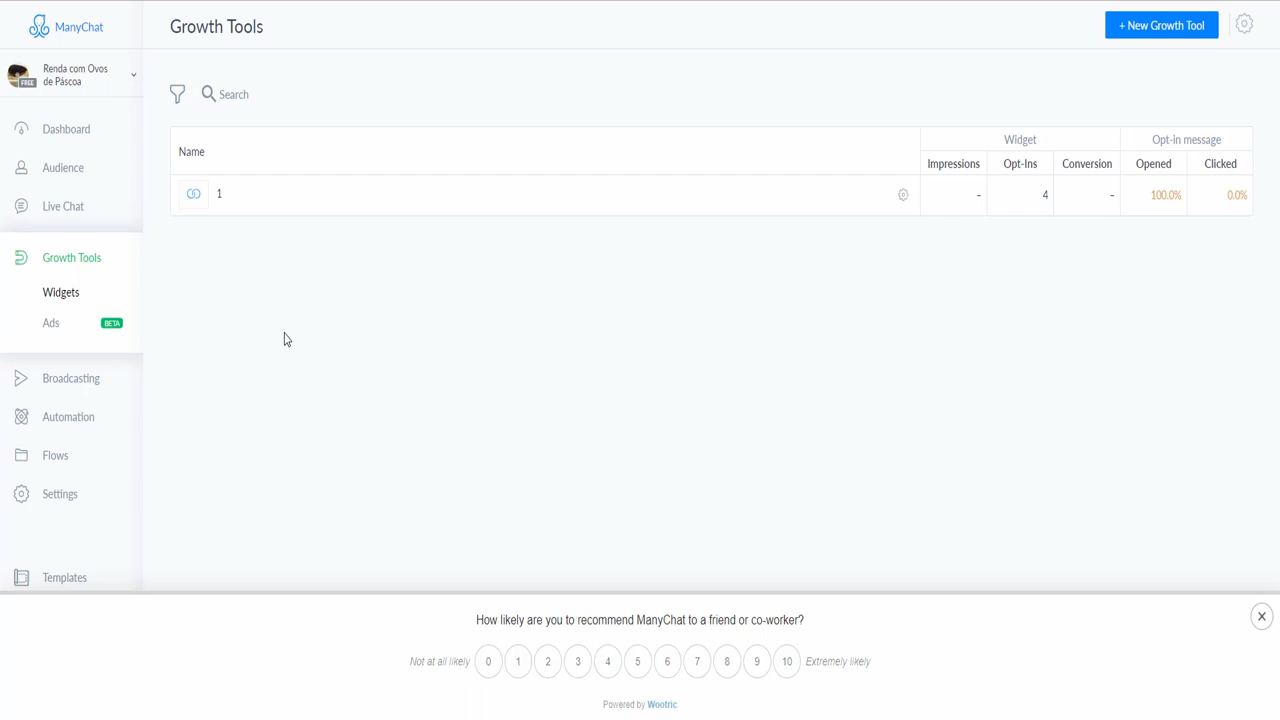 ManyChat
Growth Tools
+ New Growth Tool
Renda com Ovos
de Páscoa
FREE
Search
Dashboard
Audience
Live Chat
Growth Tools
Widgets
Ads BETA
Broadcasting
Automation
Flows
Settings
Templates
Name
Widget
Opt-in message
Impressions
Opt-Ins
Conversion
Opened
Clicked
1
-
4
-
100.0%
0.0%
How likely are you to recommend ManyChat to a friend or co-worker?
Not at all likely 0 1 2 3 4 5 6 7 8 9 10 Extremely likely
Powered by Wootric